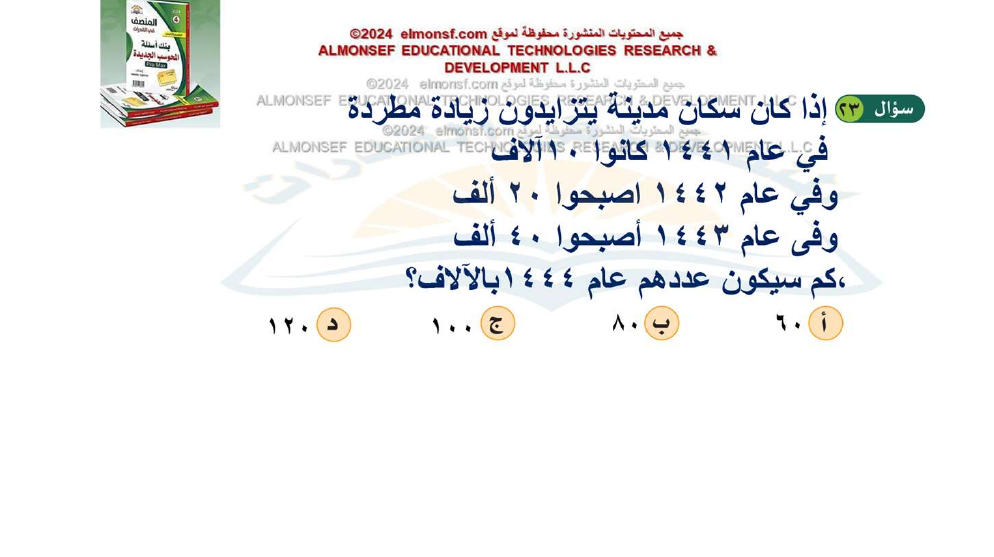 المنصف
في القدرات
بنك أسئلة
المحوسب الجديدة
جميع المحتويات المنشورة محفوظة لموقع elmonsf.com ©2024
ALMONSEF EDUCATIONAL TECHNOLOGIES RESEARCH &
DEVELOPMENT L.L.C
جميع المحتويات المنشورة محفوظة لموقع elmonsf.com ©2024
ALMONSEF EDUCATIONAL TECHNOLOGIES RESEARCH & DEVELOPMENT L.L.C
سؤال ٢٣ إذا كان سكان مدينة يتزايدون زيادة مطردة
جميع المحتويات المنشورة محفوظة لموقع elmonsf.com ©2024
ALMONSEF EDUCATIONAL TECHNOLOGIES RESEARCH & DEVELOPMENT L.L.C
في عام ١٤٤١ كانوا ١٠آلاف
وفي عام ١٤٤٢ اصبحوا ٢٠ ألف
وفى عام ١٤٤٣ أصبحوا ٤٠ ألف
،كم سيكون عددهم عام ١٤٤٤بالآلاف؟
أ ٦٠ ب ٨٠ ج ١٠٠ د ١٢٠